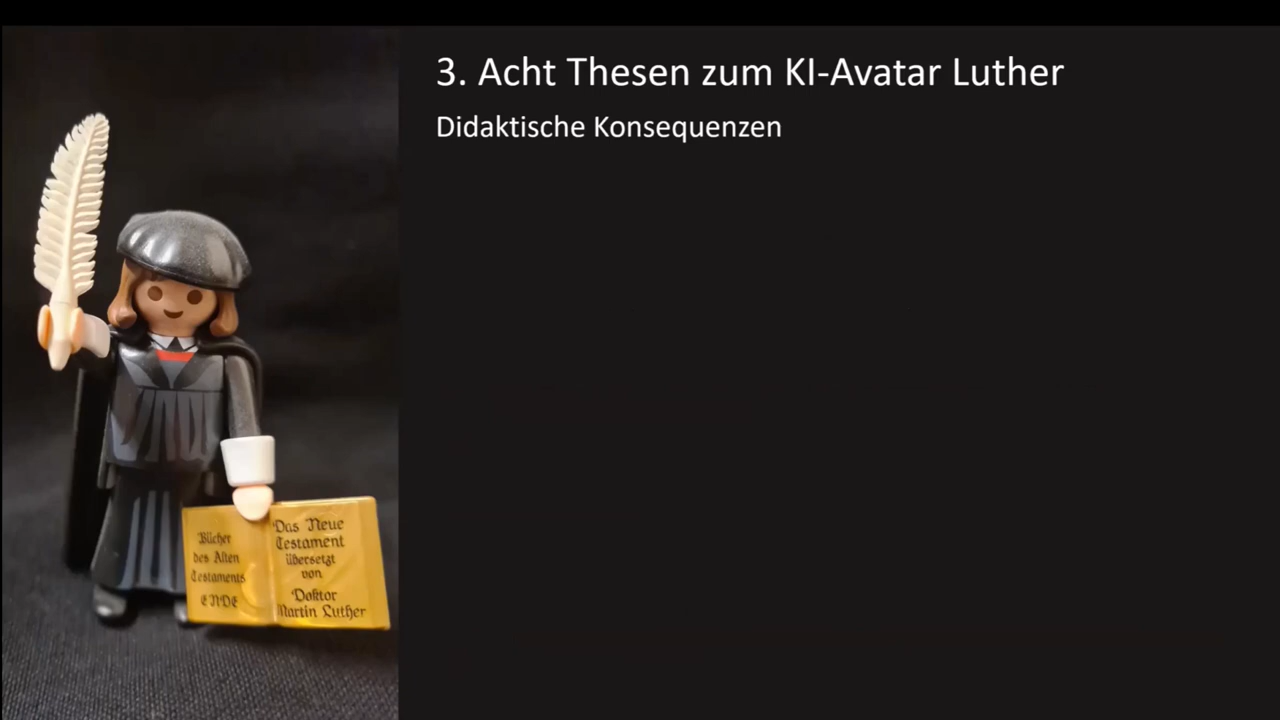 3. Acht Thesen zum KI-Avatar Luther
Didaktische Konsequenzen
Bücher
des Alten
Testaments
ENDE
Das Neue
Testament
übersetzt
von
Doktor
Martin Luther